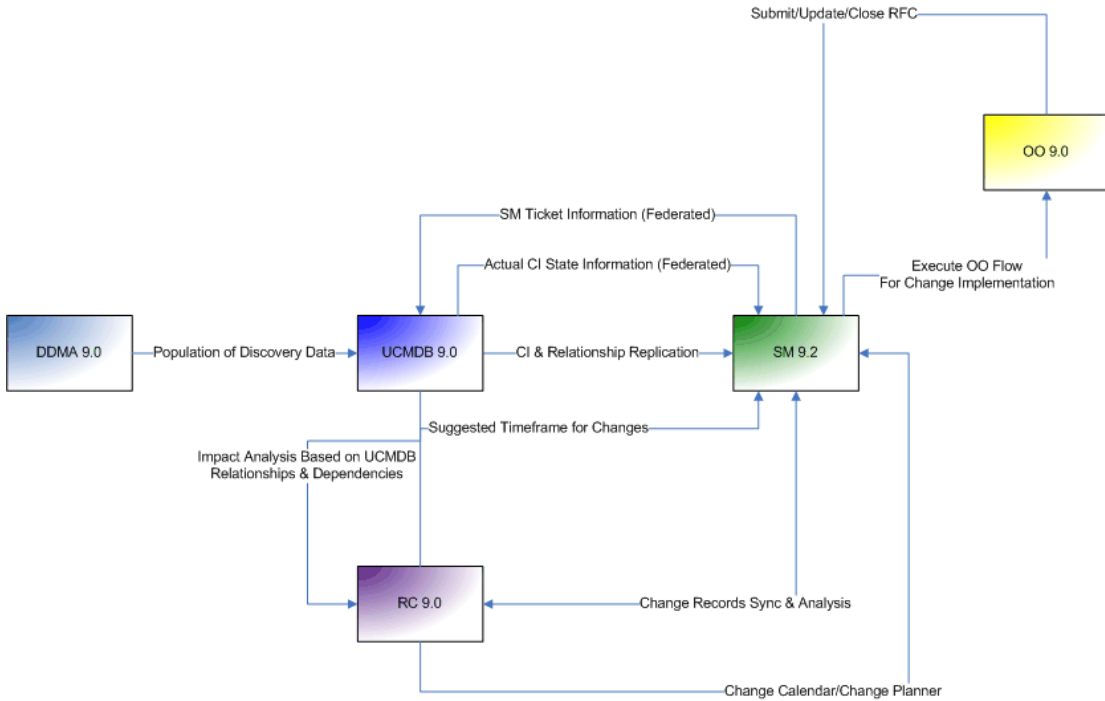 Submit/Update/Close RFC
OO 9.0
SM Ticket Information (Federated)
Actual CI State Information (Federated)
Execute OO Flow
For Change Implementation
DDMA 9.0
Population of Discovery Data
UCMDB 9.0
CI & Relationship Replication
SM 9.2
Suggested Timeframe for Changes
Impact Analysis Based on UCMDB
Relationships & Dependencies
RC 9.0
Change Records Sync & Analysis
Change Calendar/Change Planner